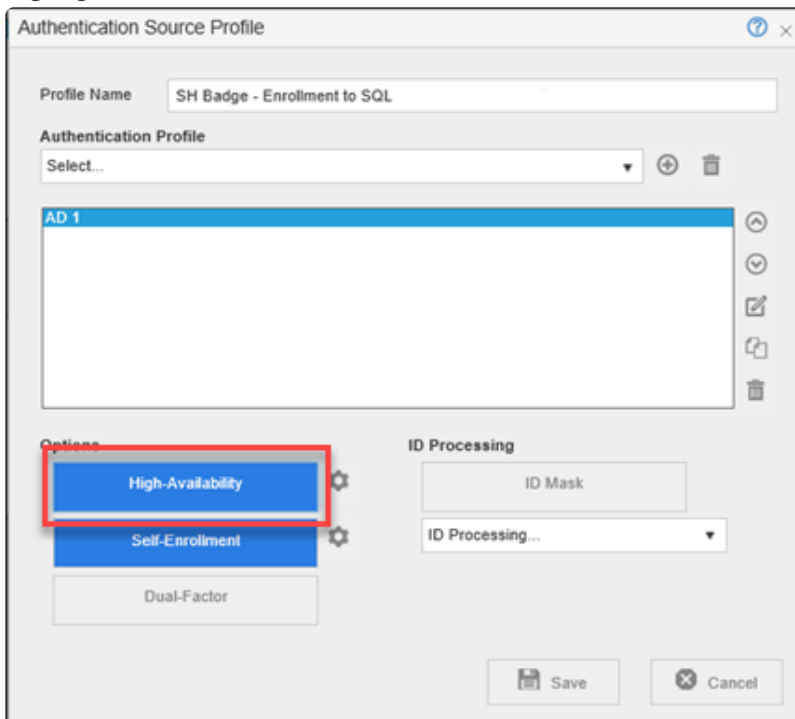 Authentication Source Profile
Profile Name SH Badge - Enrollment to SQL
Authentication Profile
Select...
AD 1
Options ID Processing
High-Availability ID Mask
Self-Enrollment ID Processing...
Dual-Factor
Save Cancel